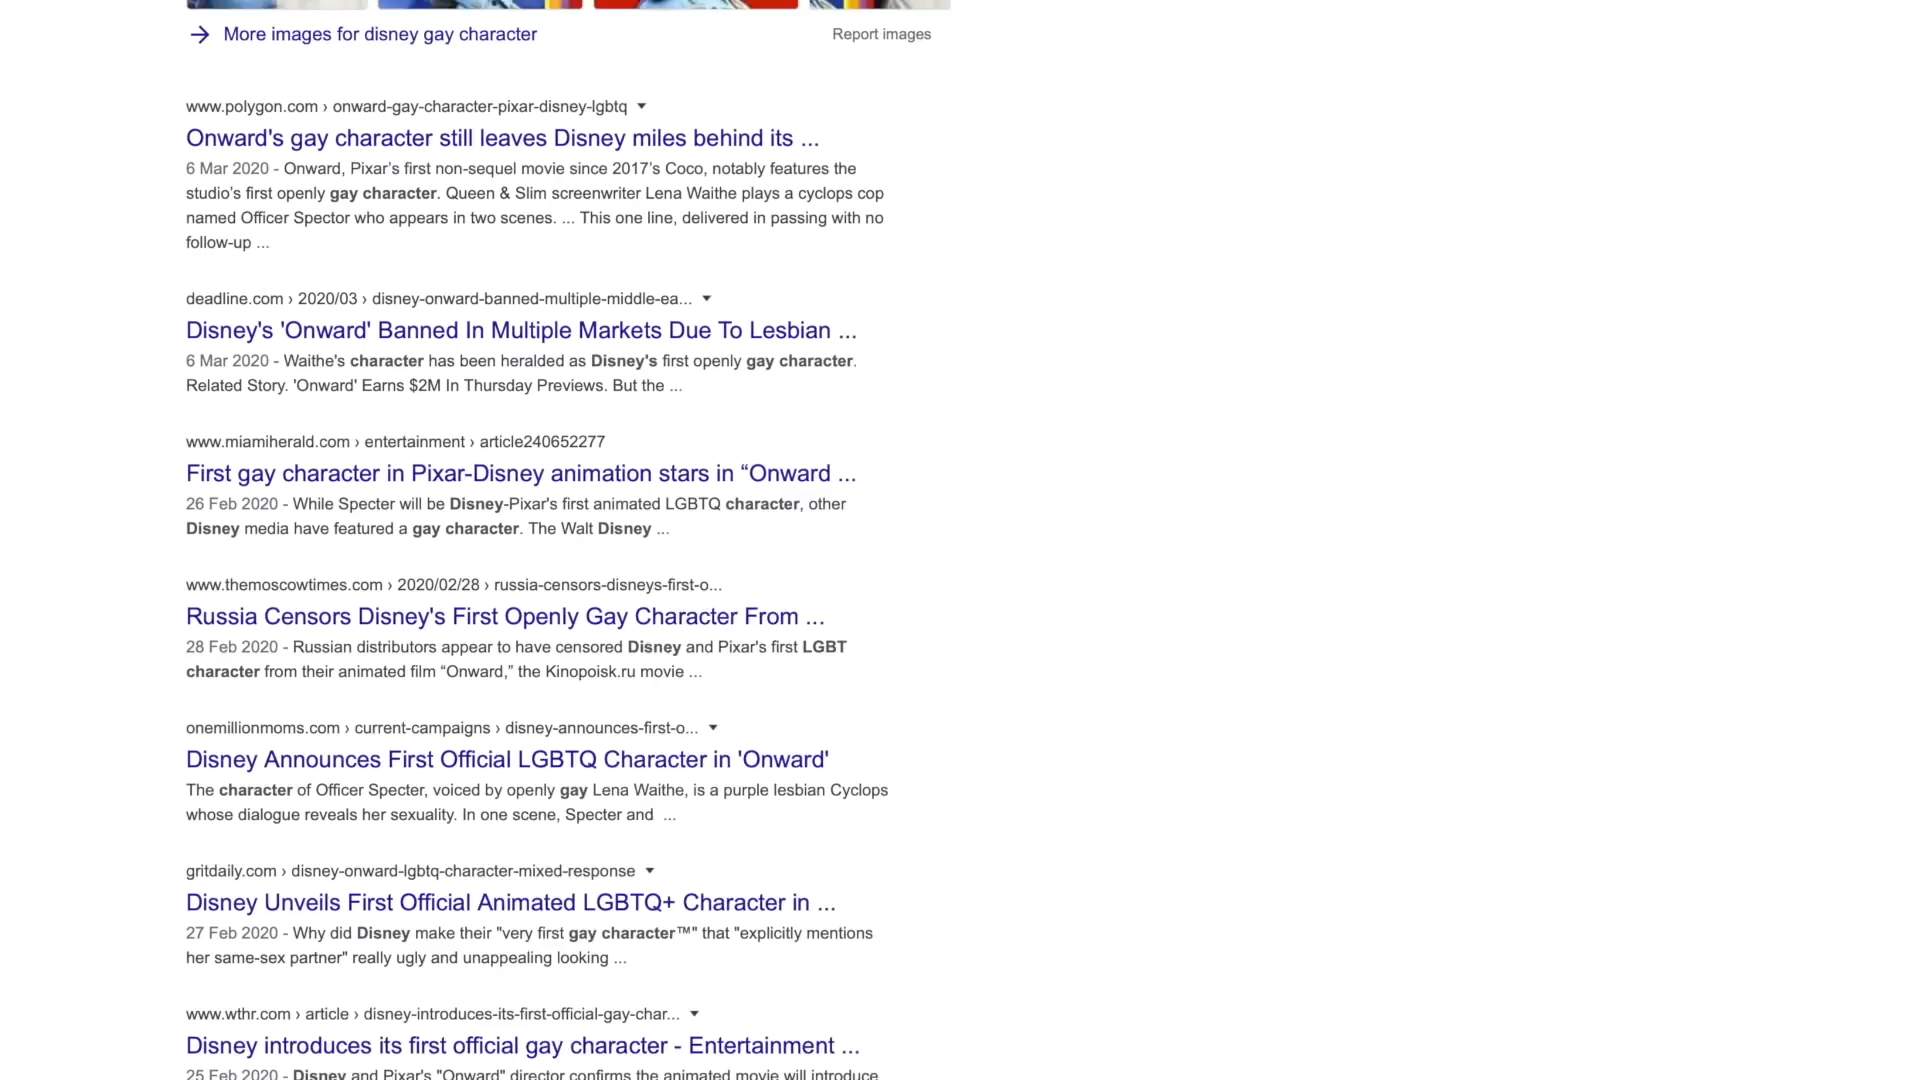 More images for disney gay character Report images
www.polygon.com › onward-gay-character-pixar-disney-lgbtq
Onward's gay character still leaves Disney miles behind its ...
6 Mar 2020 - Onward, Pixar’s first non-sequel movie since 2017’s Coco, notably features the
studio’s first openly gay character. Queen & Slim screenwriter Lena Waithe plays a cyclops cop
named Officer Spector who appears in two scenes. ... This one line, delivered in passing with no
follow-up ...
deadline.com › 2020/03 › disney-onward-banned-multiple-middle-ea...
Disney's 'Onward' Banned In Multiple Markets Due To Lesbian ...
6 Mar 2020 - Waithe's character has been heralded as Disney's first openly gay character.
Related Story. 'Onward' Earns $2M In Thursday Previews. But the ...
www.miamiherald.com › entertainment › article240652277
First gay character in Pixar-Disney animation stars in “Onward ...
26 Feb 2020 - While Specter will be Disney-Pixar's first animated LGBTQ character, other
Disney media have featured a gay character. The Walt Disney ...
www.themoscowtimes.com › 2020/02/28 › russia-censors-disneys-first-o...
Russia Censors Disney's First Openly Gay Character From ...
28 Feb 2020 - Russian distributors appear to have censored Disney and Pixar's first LGBT
character from their animated film “Onward,” the Kinopoisk.ru movie ...
onemillionmoms.com › current-campaigns › disney-announces-first-o...
Disney Announces First Official LGBTQ Character in 'Onward'
The character of Officer Specter, voiced by openly gay Lena Waithe, is a purple lesbian Cyclops
whose dialogue reveals her sexuality. In one scene, Specter and ...
gritdaily.com › disney-onward-lgbtq-character-mixed-response
Disney Unveils First Official Animated LGBTQ+ Character in ...
27 Feb 2020 - Why did Disney make their "very first gay character™" that "explicitly mentions
her same-sex partner" really ugly and unappealing looking ...
www.wthr.com › article › disney-introduces-its-first-official-gay-char...
Disney introduces its first official gay character - Entertainment ...
25 Feb 2020 - Disney and Pixar's "Onward" director confirms the animated movie will introduce